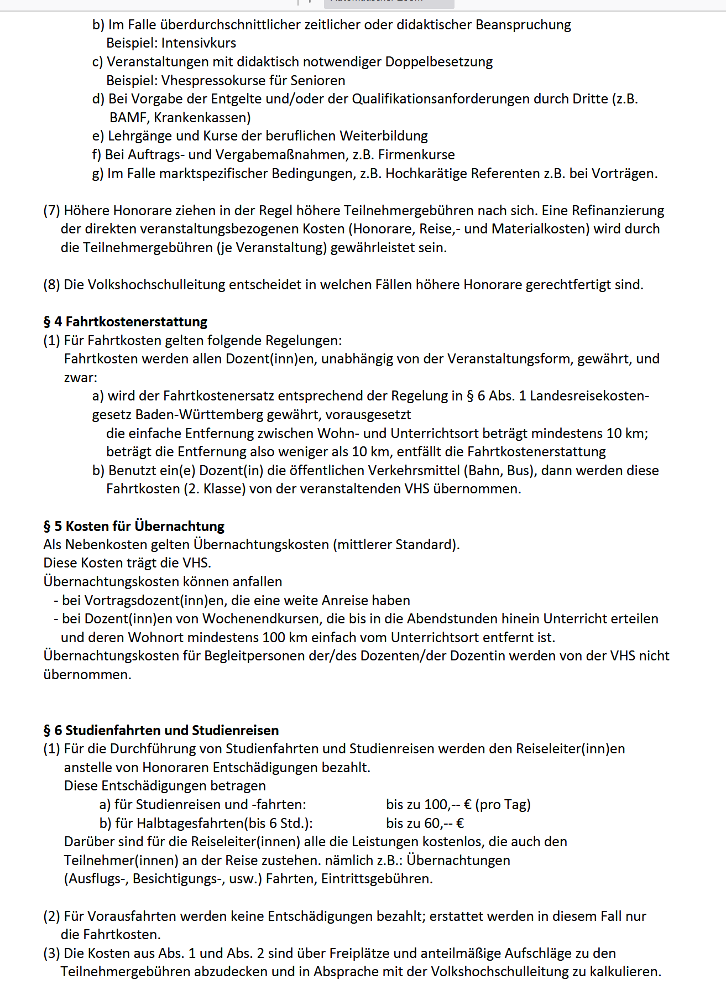 b) Im Falle überdurchschnittlicher zeitlicher oder didaktischer Beanspruchung
Beispiel: Intensivkurs
c) Veranstaltungen mit didaktisch notwendiger Doppelbesetzung
Beispiel: Vhespressokurse für Senioren
d) Bei Vorgabe der Entgelte und/oder der Qualifikationsanforderungen durch Dritte (z.B.
BAMF, Krankenkassen)
e) Lehrgänge und Kurse der beruflichen Weiterbildung
f) Bei Auftrags- und Vergabemaßnahmen, z.B. Firmenkurse
g) Im Falle marktspezifischer Bedingungen, z.B. Hochkarätige Referenten z.B. bei Vorträgen.
(7) Höhere Honorare ziehen in der Regel höhere Teilnehmergebühren nach sich. Eine Refinanzierung
der direkten veranstaltungsbezogenen Kosten (Honorare, Reise,- und Materialkosten) wird durch
die Teilnehmergebühren (je Veranstaltung) gewährleistet sein.
(8) Die Volkshochschulleitung entscheidet in welchen Fällen höhere Honorare gerechtfertigt sind.
§ 4 Fahrtkostenerstattung
(1) Für Fahrtkosten gelten folgende Regelungen:
Fahrtkosten werden allen Dozent(inn)en, unabhängig von der Veranstaltungsform, gewährt, und
zwar:
a) wird der Fahrtkostenersatz entsprechend der Regelung in § 6 Abs. 1 Landesreisekosten-
gesetz Baden-Württemberg gewährt, vorausgesetzt
die einfache Entfernung zwischen Wohn- und Unterrichtsort beträgt mindestens 10 km;
beträgt die Entfernung also weniger als 10 km, entfällt die Fahrtkostenerstattung
b) Benutzt ein(e) Dozent(in) die öffentlichen Verkehrsmittel (Bahn, Bus), dann werden diese
Fahrtkosten (2. Klasse) von der veranstaltenden VHS übernommen.
§ 5 Kosten für Übernachtung
Als Nebenkosten gelten Übernachtungskosten (mittlerer Standard).
Diese Kosten trägt die VHS.
Übernachtungskosten können anfallen
- bei Vortragsdozent(inn)en, die eine weite Anreise haben
- bei Dozent(inn)en von Wochenendkursen, die bis in die Abendstunden hinein Unterricht erteilen
und deren Wohnort mindestens 100 km einfach vom Unterrichtsort entfernt ist.
Übernachtungskosten für Begleitpersonen der/des Dozenten/der Dozentin werden von der VHS nicht
übernommen.
§ 6 Studienfahrten und Studienreisen
(1) Für die Durchführung von Studienfahrten und Studienreisen werden den Reiseleiter(inn)en
anstelle von Honoraren Entschädigungen bezahlt.
Diese Entschädigungen betragen
a) für Studienreisen und -fahrten: bis zu 100,-- € (pro Tag)
b) für Halbtagesfahrten(bis 6 Std.): bis zu 60,-- €
Darüber sind für die Reiseleiter(innen) alle die Leistungen kostenlos, die auch den
Teilnehmer(innen) an der Reise zustehen. nämlich z.B.: Übernachtungen
(Ausflugs-, Besichtigungs-, usw.) Fahrten, Eintrittsgebühren.
(2) Für Vorausfahrten werden keine Entschädigungen bezahlt; erstattet werden in diesem Fall nur
die Fahrtkosten.
(3) Die Kosten aus Abs. 1 und Abs. 2 sind über Freiplätze und anteilmäßige Aufschläge zu den
Teilnehmergebühren abzudecken und in Absprache mit der Volkshochschulleitung zu kalkulieren.